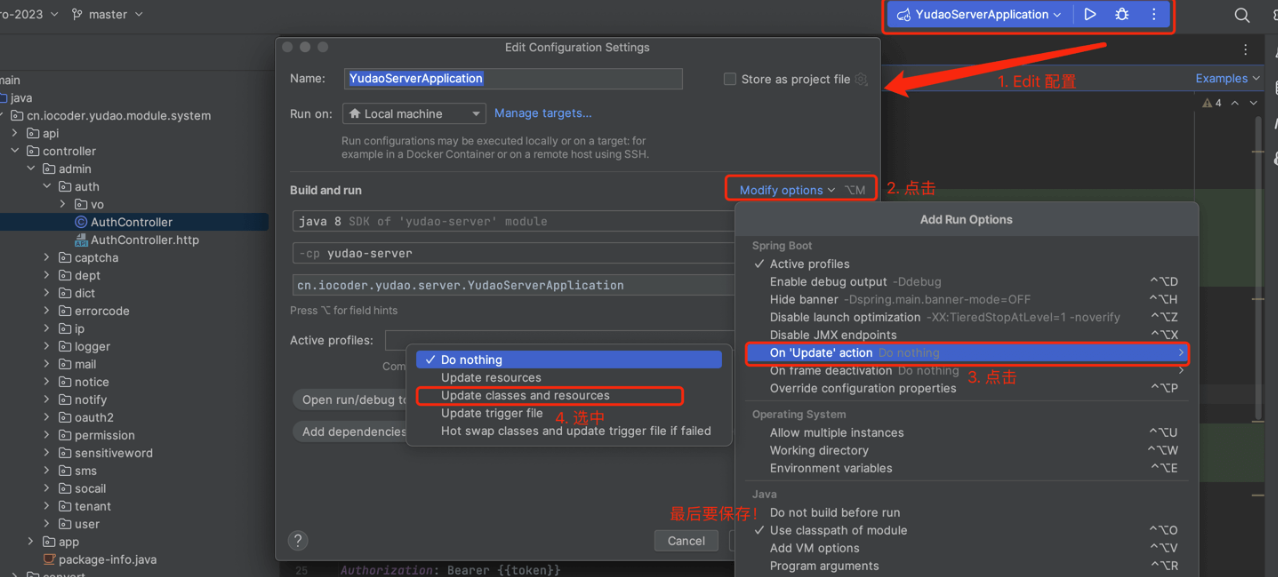 ro-2023
master
YudaoServerApplication
Edit Configuration Settings
Name: YudaoServerApplication
Store as project file
1. Edit 配置
Examples
4
Run on: Local machine Manage targets...
Run configurations may be executed locally or on a target: for
example in a Docker Container or on a remote host using SSH.
Build and run
Modify options ⌥M
2. 点击
java 8 SDK of 'yudao-server' module
-cp yudao-server
cn.iocoder.yudao.server.YudaoServerApplication
Press ⌥ for field hints
Active profiles:
Com
Open run/debug to
Add dependencies
Do nothing
Update resources
Update classes and resources
Update trigger file
4. 选中
Hot swap classes and update trigger file if failed
最后要保存!
? Cancel
Add Run Options
Spring Boot
✓ Active profiles
Enable debug output -Ddebug ⌃⌥D
Hide banner -Dspring.main.banner-mode=OFF ⌃⌥H
Disable launch optimization -XX:TieredStopAtLevel=1 -noverify ⌃⌥Z
Disable JMX endpoints ⌃⌥X
On 'Update' action Do nothing
On frame deactivation Do nothing
3. 点击
Override configuration properties ⌃⌥P
Operating System
Allow multiple instances ⌃⌥U
Working directory ⌃⌥W
Environment variables ⌃⌥E
Java
Do not build before run
✓ Use classpath of module ⌃⌥O
Add VM options ⌃⌥V
Program arguments ⌃⌥R
main
java
cn.iocoder.yudao.module.system
api
controller
admin
auth
vo
AuthController
AuthController.http
captcha
dept
dict
errorcode
ip
logger
mail
notice
notify
oauth2
permission
sensitiveword
sms
socail
tenant
user
app
package-info.java
convert
25 Authorization: Bearer {{token}}